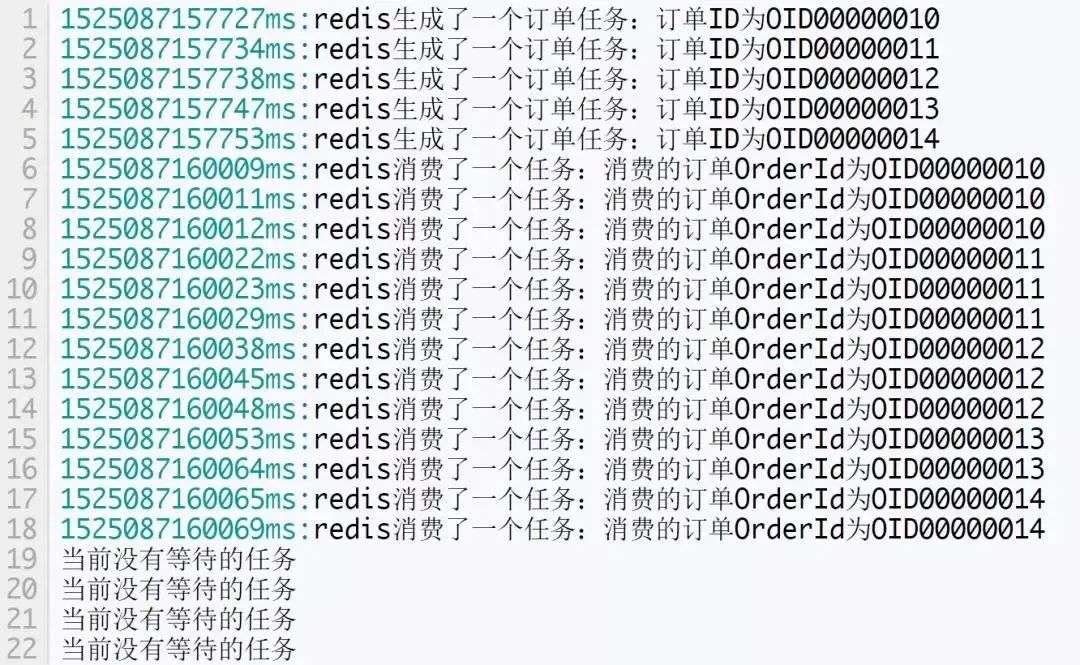 1 1525087157727ms:redis生成了一个订单任务：订单ID为OID00000010
2 1525087157734ms:redis生成了一个订单任务：订单ID为OID00000011
3 1525087157738ms:redis生成了一个订单任务：订单ID为OID00000012
4 1525087157747ms:redis生成了一个订单任务：订单ID为OID00000013
5 1525087157753ms:redis生成了一个订单任务：订单ID为OID00000014
6 1525087160009ms:redis消费了一个任务：消费的订单OrderId为OID00000010
7 1525087160011ms:redis消费了一个任务：消费的订单OrderId为OID00000010
8 1525087160012ms:redis消费了一个任务：消费的订单OrderId为OID00000010
9 1525087160022ms:redis消费了一个任务：消费的订单OrderId为OID00000011
10 1525087160023ms:redis消费了一个任务：消费的订单OrderId为OID00000011
11 1525087160029ms:redis消费了一个任务：消费的订单OrderId为OID00000011
12 1525087160038ms:redis消费了一个任务：消费的订单OrderId为OID00000012
13 1525087160045ms:redis消费了一个任务：消费的订单OrderId为OID00000012
14 1525087160048ms:redis消费了一个任务：消费的订单OrderId为OID00000012
15 1525087160053ms:redis消费了一个任务：消费的订单OrderId为OID00000013
16 1525087160064ms:redis消费了一个任务：消费的订单OrderId为OID00000013
17 1525087160065ms:redis消费了一个任务：消费的订单OrderId为OID00000014
18 1525087160069ms:redis消费了一个任务：消费的订单OrderId为OID00000014
19 当前没有等待的任务
20 当前没有等待的任务
21 当前没有等待的任务
22 当前没有等待的任务